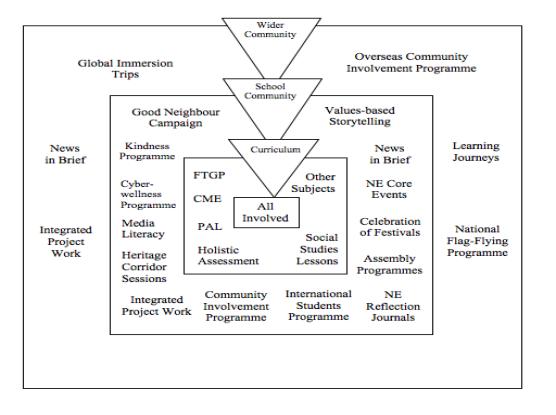 Wider
Community
Global Immersion
Trips
Overseas Community
Involvement Programme
School
Community
Good Neighbour
Campaign
Values-based
Storytelling
News
in Brief
Kindness
Programme
Curriculum
News
in Brief
Learning
Journeys
FTGP
Other
Subjects
Cyber-
wellness
Programme
CME
NE Core
Events
All
Involved
Integrated
Project
Work
Media
Literacy
PAL
Celebration
of Festivals
National
Flag-Flying
Programme
Heritage
Corridor
Sessions
Holistic
Assessment
Social
Studies
Lessons
Assembly
Programmes
Integrated
Project Work
Community
Involvement
Programme
International
Students
Programme
NE
Reflection
Journals